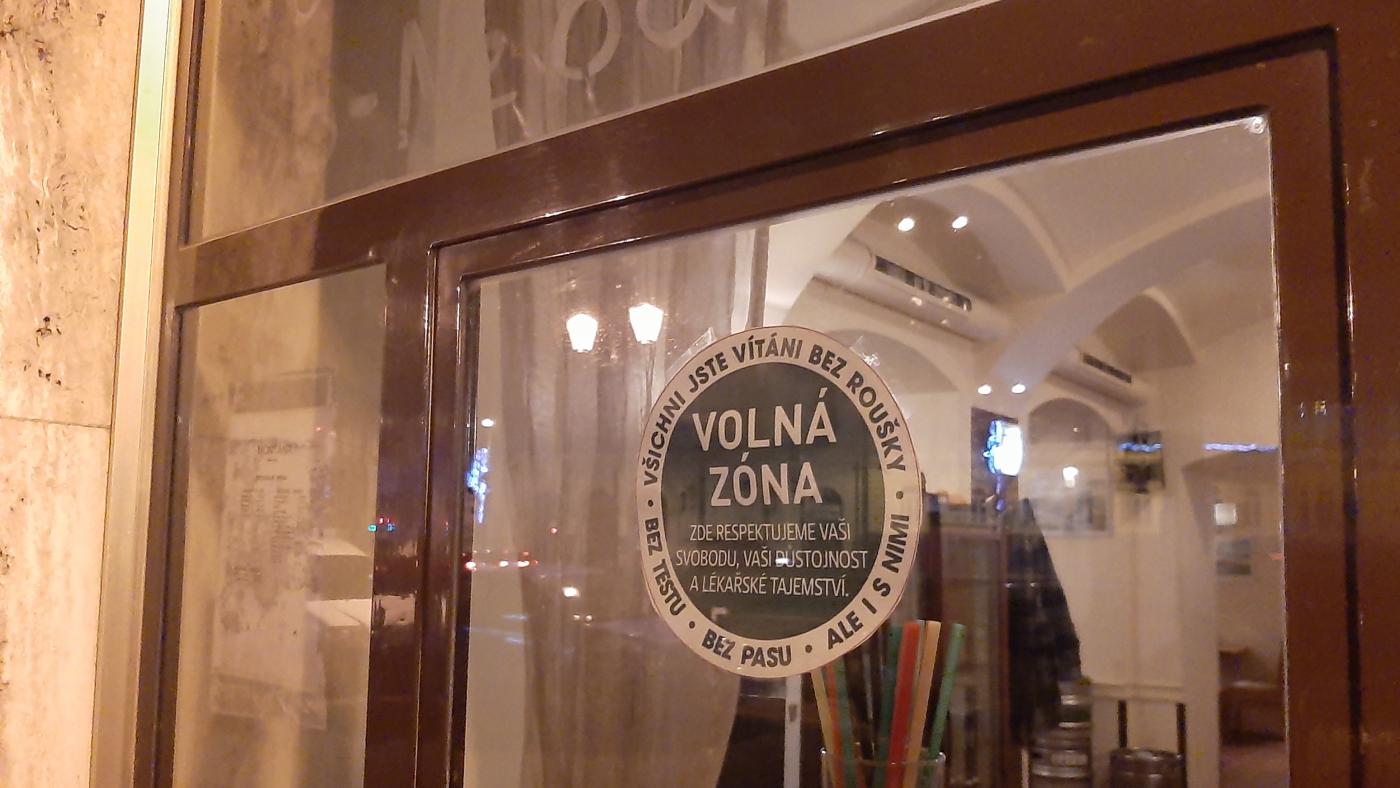 VŠICHNI JSTE VÍTÁNI BEZ ROUŠKY • BEZ TESTU • BEZ PASU • ALE I S NIMI •
VOLNÁ
ZÓNA
ZDE RESPEKTUJEME VAŠI
SVOBODU, VAŠI DŮSTOJNOST
A LÉKAŘSKÉ TAJEMSTVÍ.